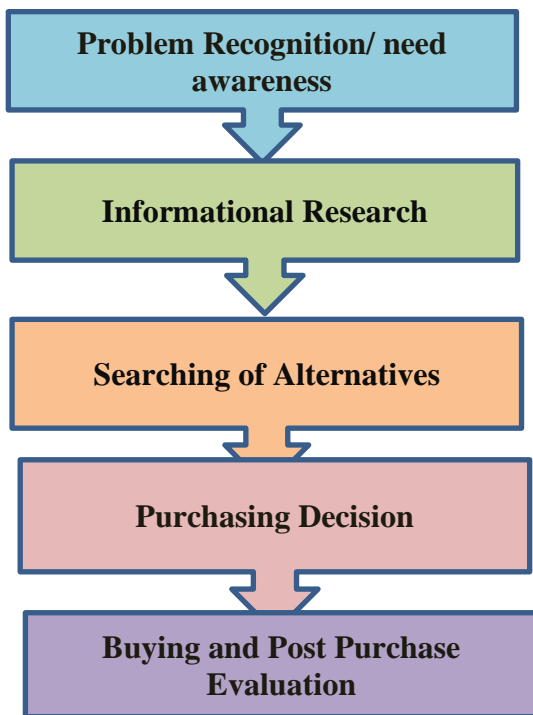 Problem Recognition/ need
awareness
Informational Research
Searching of Alternatives
Purchasing Decision
Buying and Post Purchase
Evaluation